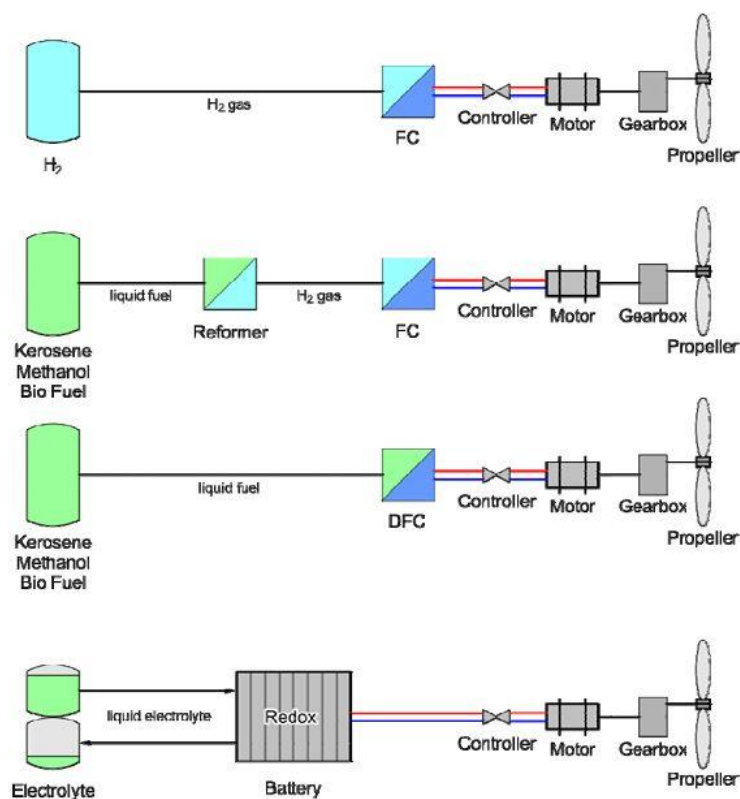 H2 gas
H2
FC
Controller
Motor
Gearbox
Propeller
liquid fuel
Reformer
H2 gas
FC
Controller
Motor
Gearbox
Propeller
Kerosene
Methanol
Bio Fuel
liquid fuel
DFC
Controller
Motor
Gearbox
Propeller
Kerosene
Methanol
Bio Fuel
liquid electrolyte
Redox
Electrolyte
Battery
Controller
Motor
Gearbox
Propeller